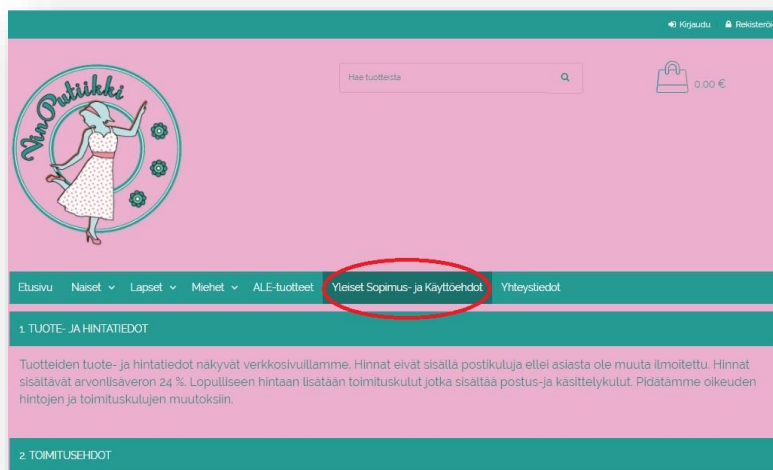 Kirjaudu Rekisteröi
Hae tuotteista
0,00 €
VinPutiikki
Etusivu Naiset Lapset Miehet ALE-tuotteet Yleiset Sopimus- ja Käyttöehdot Yhteystiedot
1. TUOTE- JA HINTATIEDOT
Tuotteiden tuote- ja hintatiedot näkyvät verkkosivuillamme. Hinnat eivät sisällä postikuluja ellei asiasta ole muuta ilmoitettu. Hinnat
sisältävät arvonlisäveron 24 %. Lopulliseen hintaan lisätään toimituskulut jotka sisältää postus-ja käsittelykulut. Pidätämme oikeuden
hintojen ja toimituskulujen muutoksiin.
2. TOIMITUSEHDOT